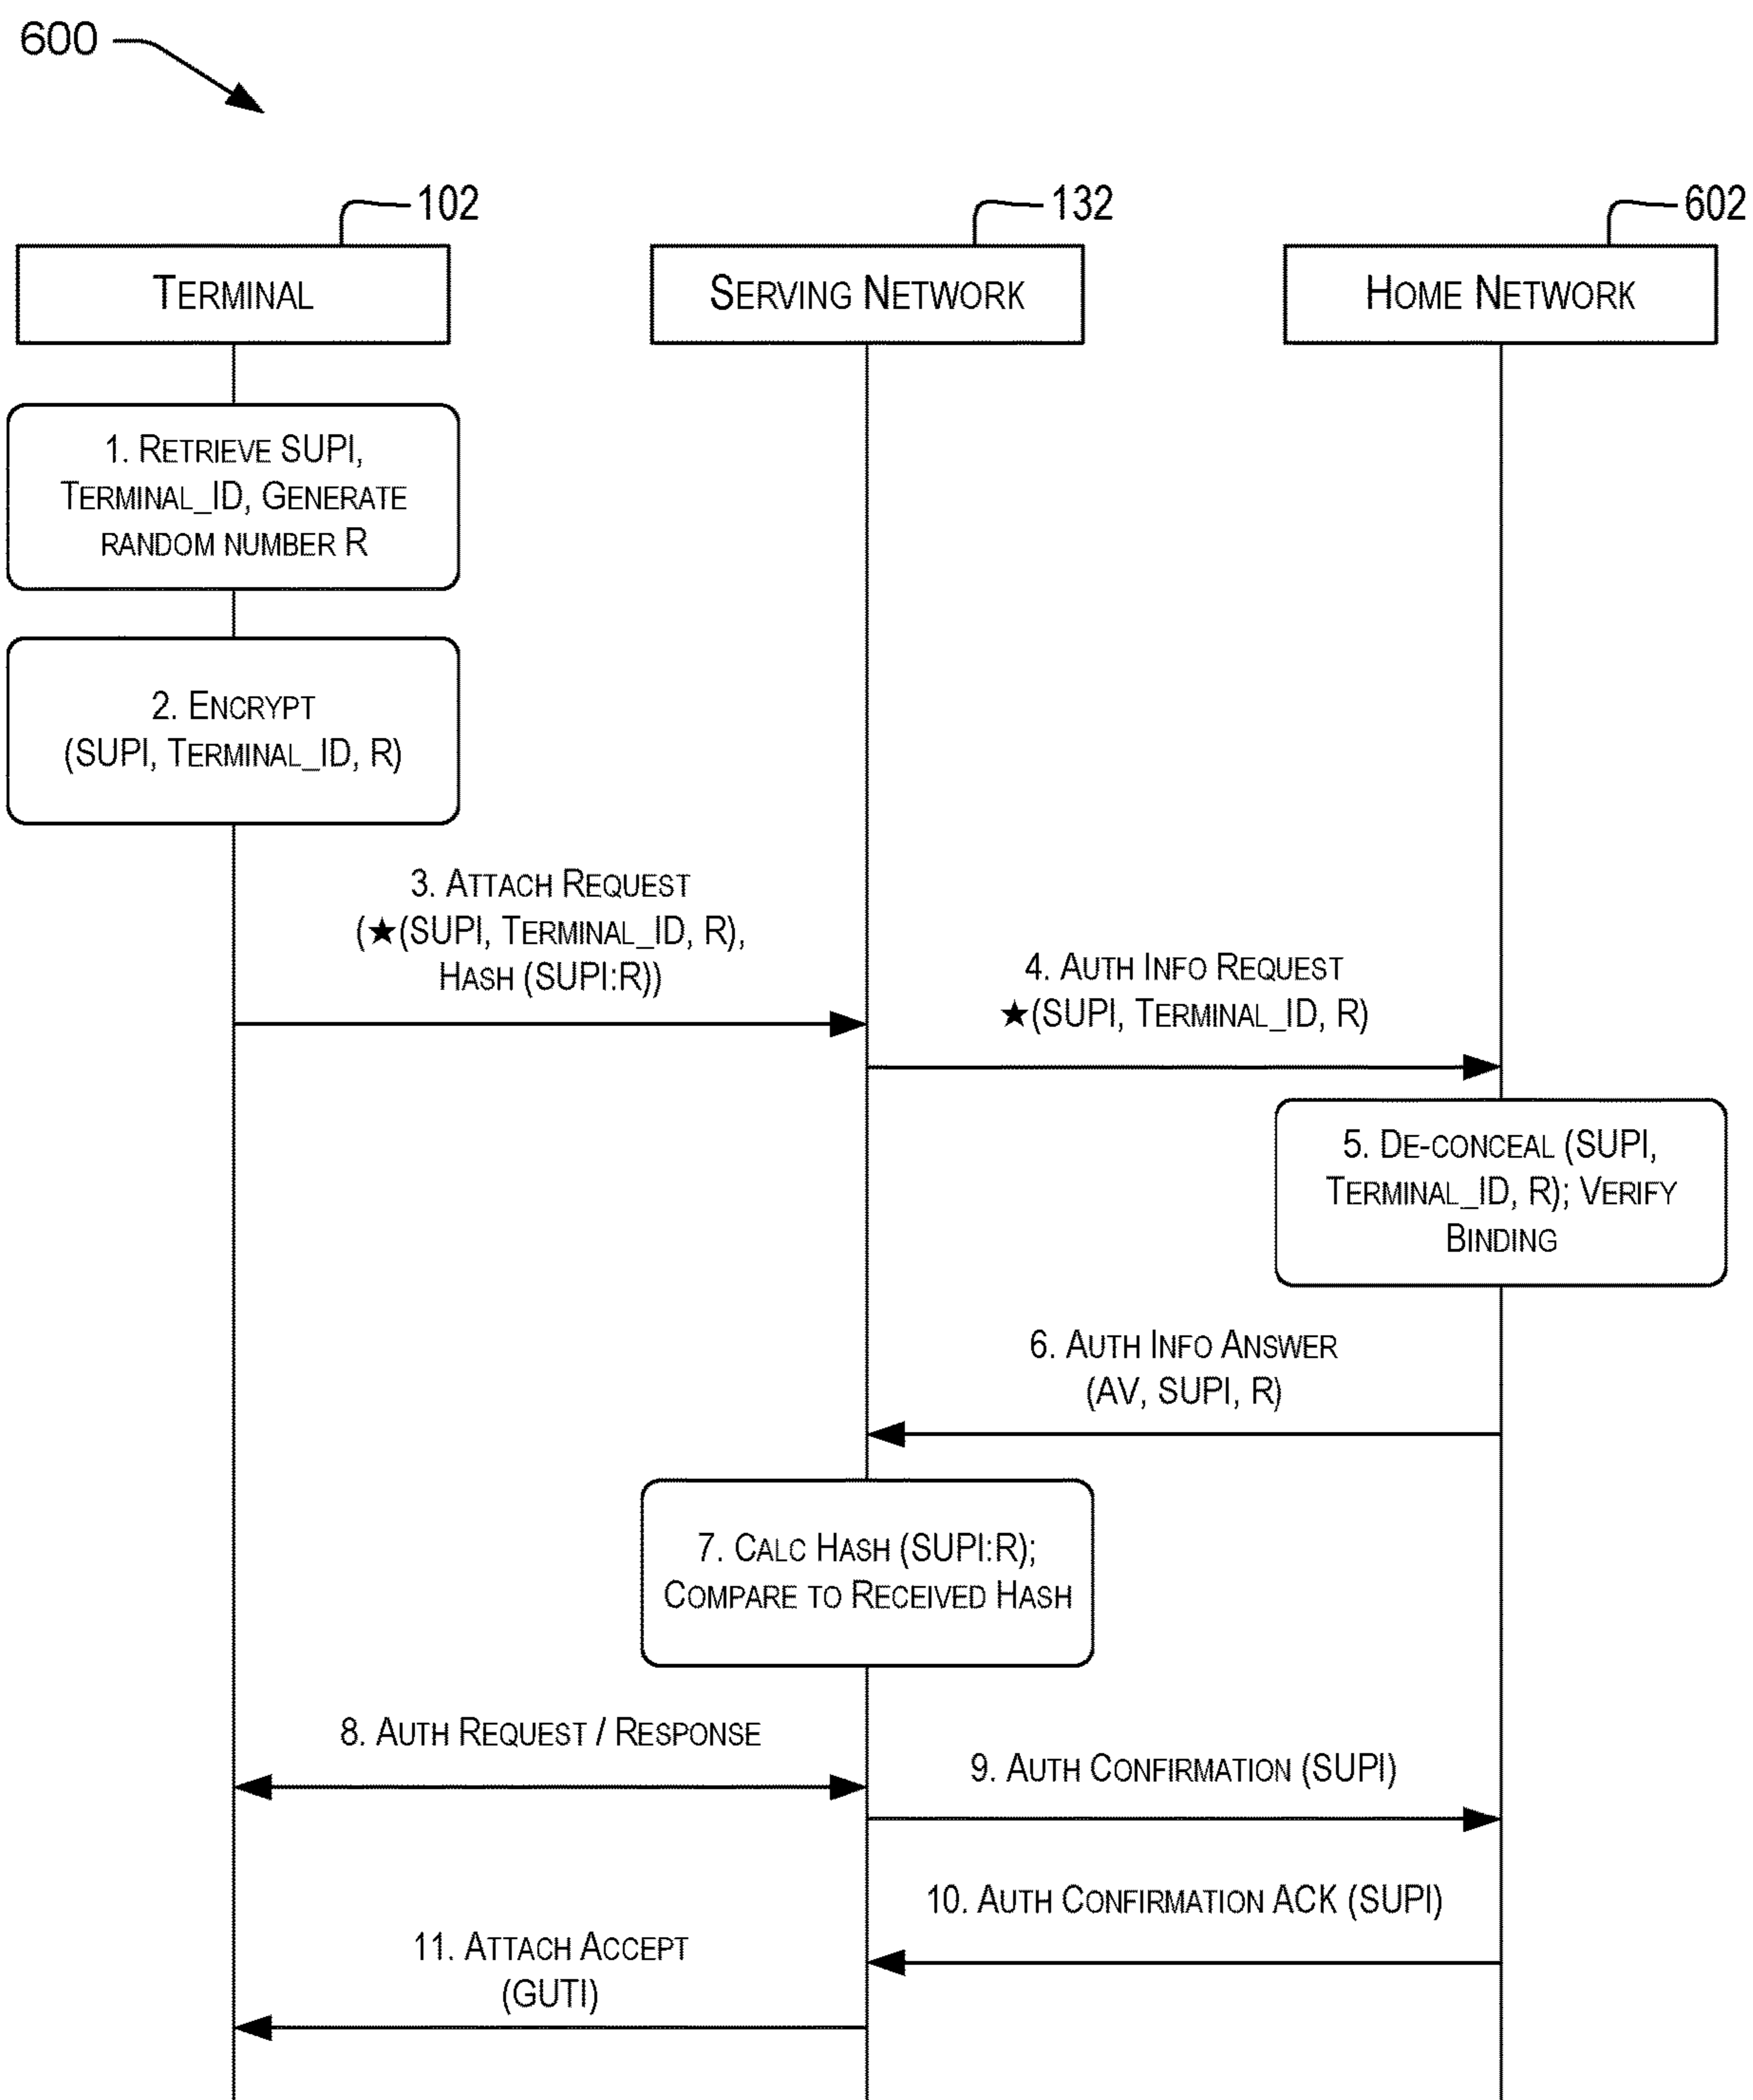 600
102
132
602
TERMINAL
SERVING NETWORK
HOME NETWORK
1. RETRIEVE SUPI,
TERMINAL_ID, GENERATE
RANDOM NUMBER R
2. ENCRYPT
(SUPI, TERMINAL_ID, R)
3. ATTACH REQUEST
(★(SUPI, TERMINAL_ID, R),
HASH (SUPI:R))
4. AUTH INFO REQUEST
★(SUPI, TERMINAL_ID, R)
5. DE-CONCEAL (SUPI,
TERMINAL_ID, R); VERIFY
BINDING
6. AUTH INFO ANSWER
(AV, SUPI, R)
7. CALC HASH (SUPI:R);
COMPARE TO RECEIVED HASH
8. AUTH REQUEST / RESPONSE
9. AUTH CONFIRMATION (SUPI)
10. AUTH CONFIRMATION ACK (SUPI)
11. ATTACH ACCEPT
(GUTI)